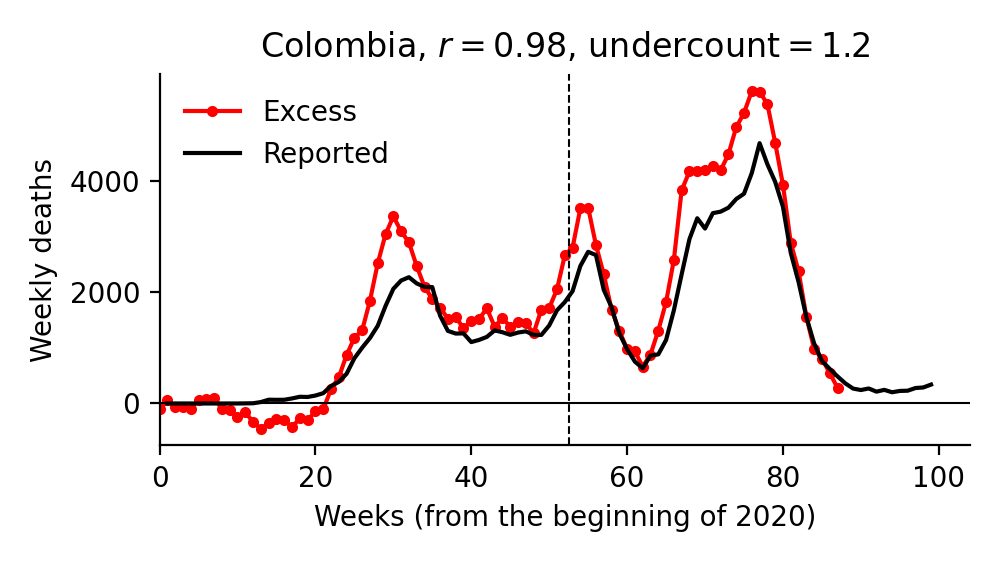 Colombia, r = 0.98, undercount = 1.2
Excess
Reported
Weekly deaths
4000
2000
0
0 20 40 60 80 100
Weeks (from the beginning of 2020)